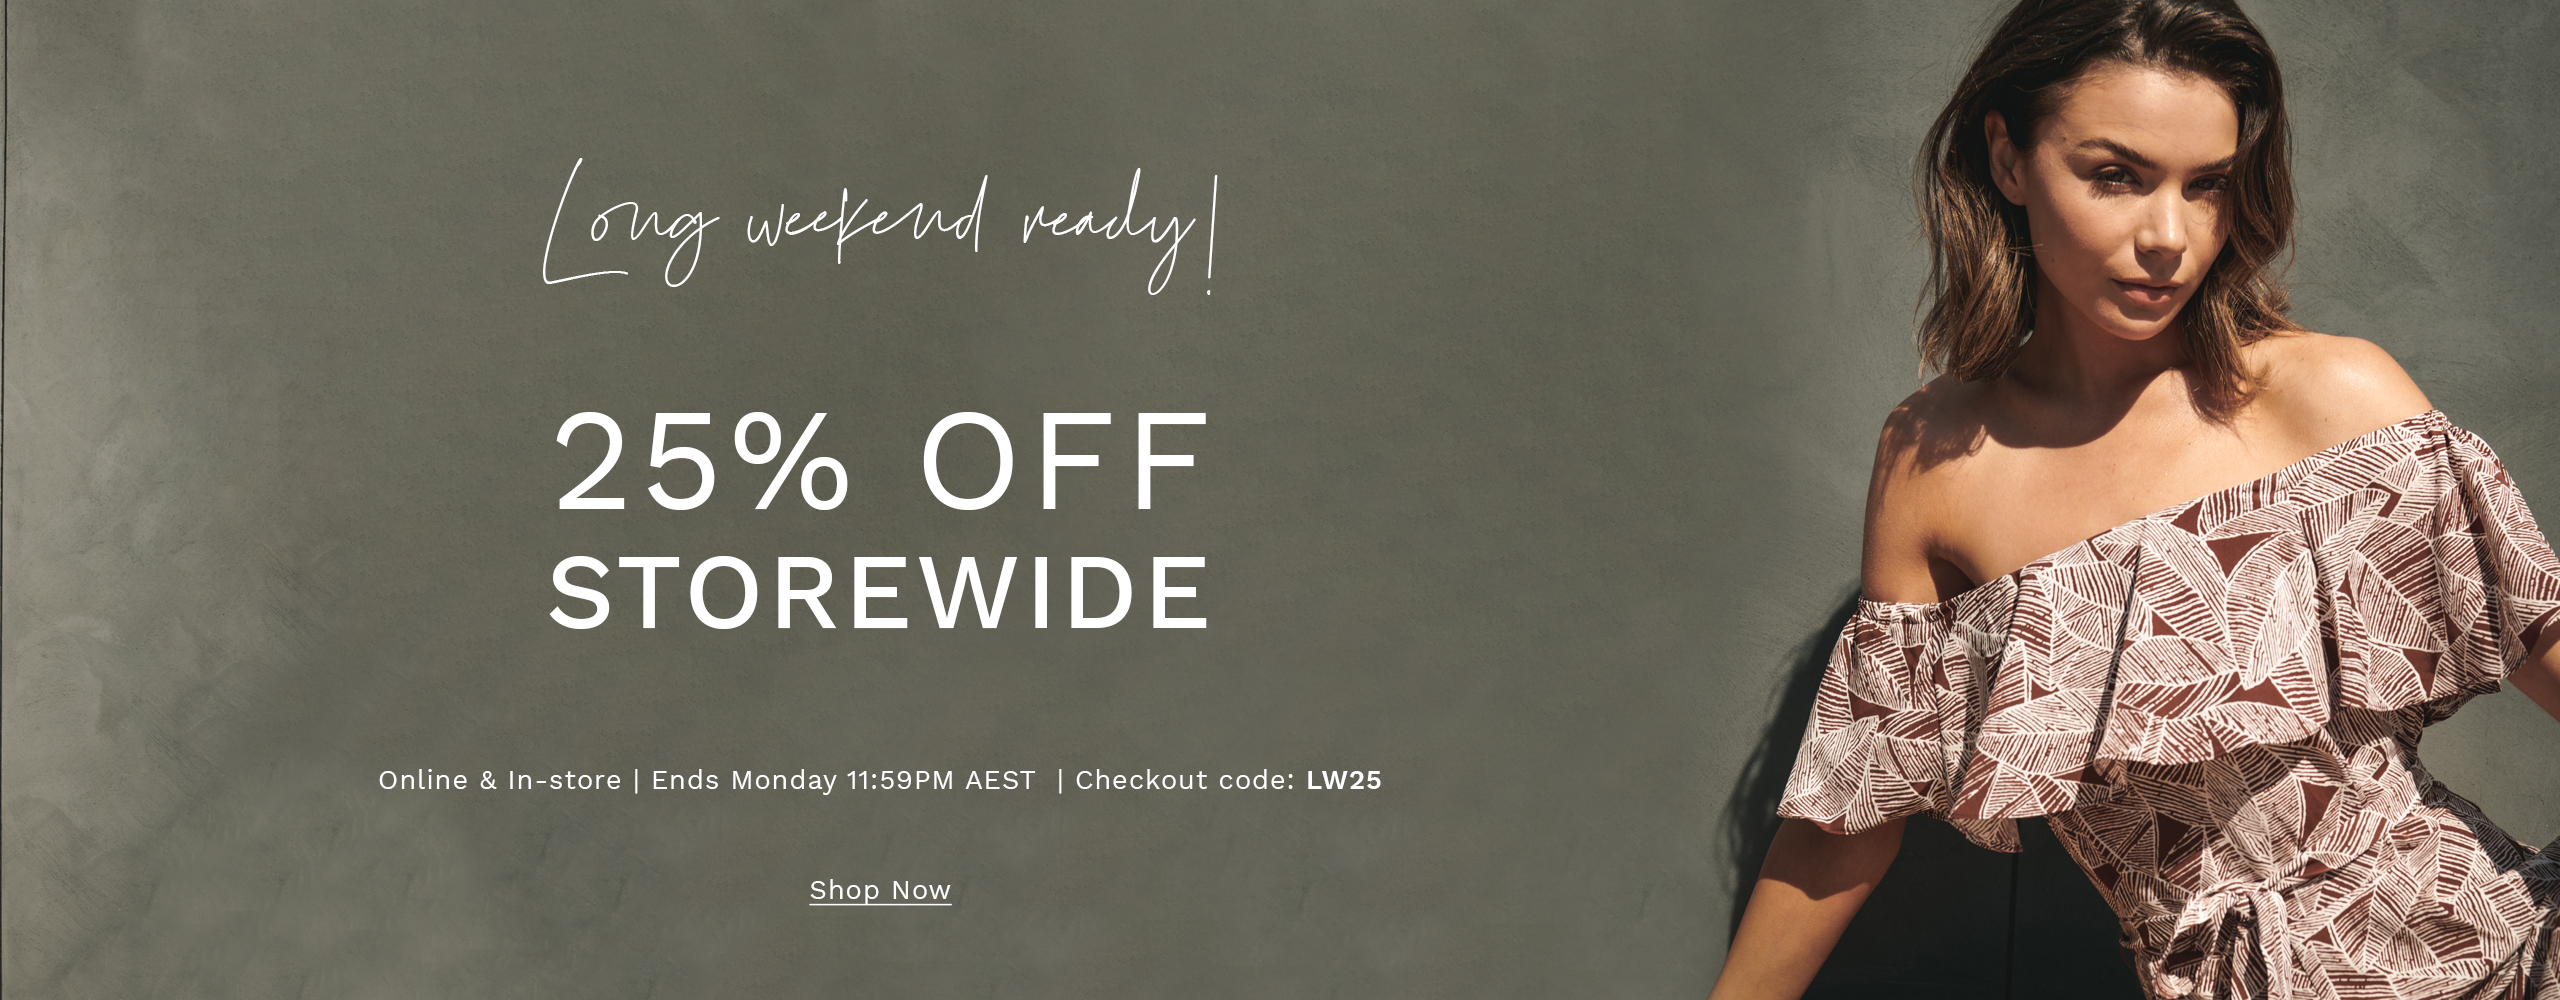 Long weekend ready!
25% OFF
STOREWIDE
Online & In-store | Ends Monday 11:59PM AEST | Checkout code: LW25
Shop Now